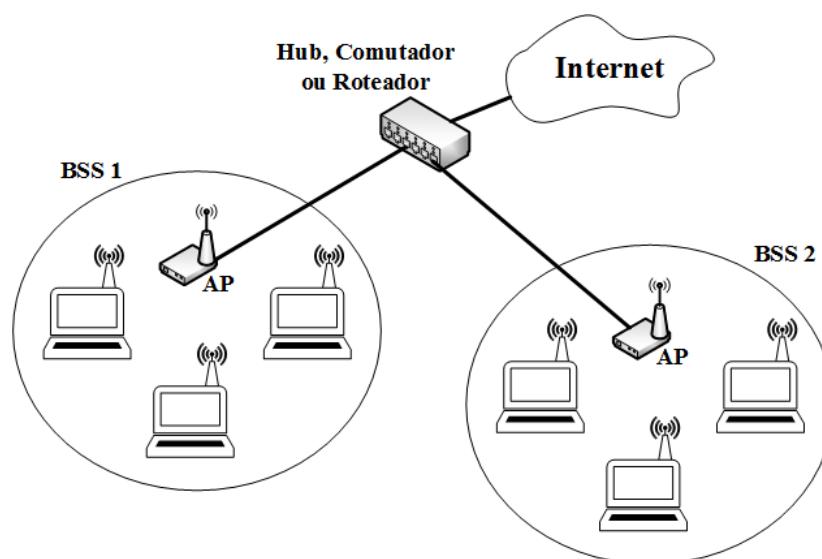 Hub, Comutador
ou Roteador
Internet
BSS 1
AP
BSS 2
AP